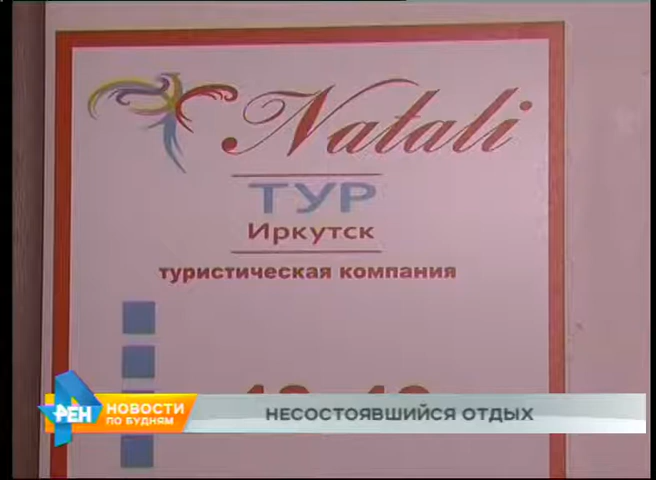 Natali
ТУР
Иркутск
туристическая компания
РЕН
НОВОСТИ
ПО БУДНЯМ
НЕСОСТОЯВШИЙСЯ ОТДЫХ